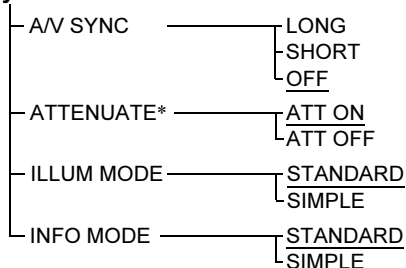 A/V SYNC LONG
SHORT
OFF
ATTENUATE* ATT ON
ATT OFF
ILLUM MODE STANDARD
SIMPLE
INFO MODE STANDARD
SIMPLE